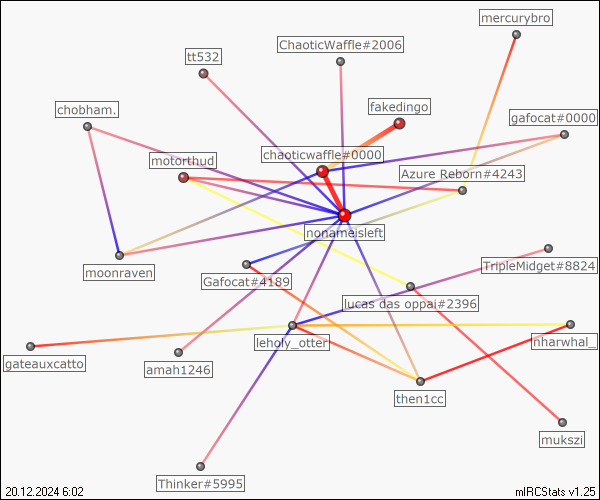 mercurybro
ChaoticWaffle#2006
tt532
fakedingo
chobham.
gafocat#0000
chaoticwaffle#0000
motorthud
Azure Reborn#4243
nonameisleft
TripleMidget#8824
moonraven
Gafocat#4189
lucas das oppai#2396
leholy_otter
nharwhal_
gateauxcatto
amah1246
then1cc
mukszi
Thinker#5995
20.12.2024 6:02
mIRCStats v1.25